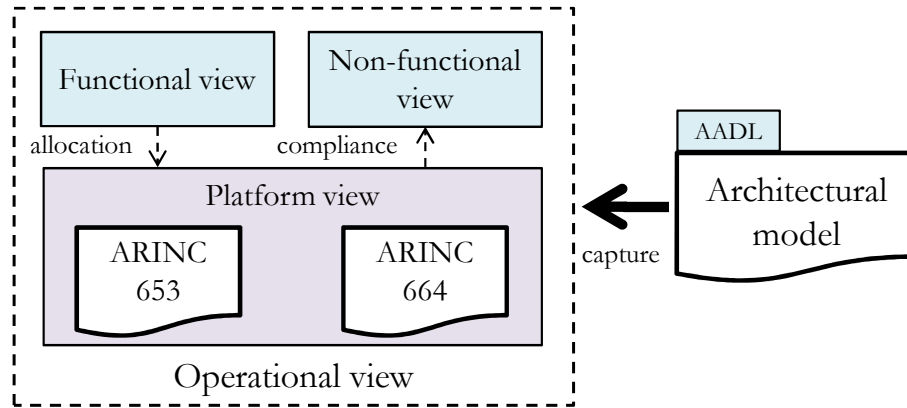 Functional view
Non-functional
view
allocation
compliance
Platform view
ARINC
653
ARINC
664
Operational view
capture
AADL
Architectural
model